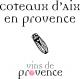 coteaux d'aix
en provence
vins de
provence